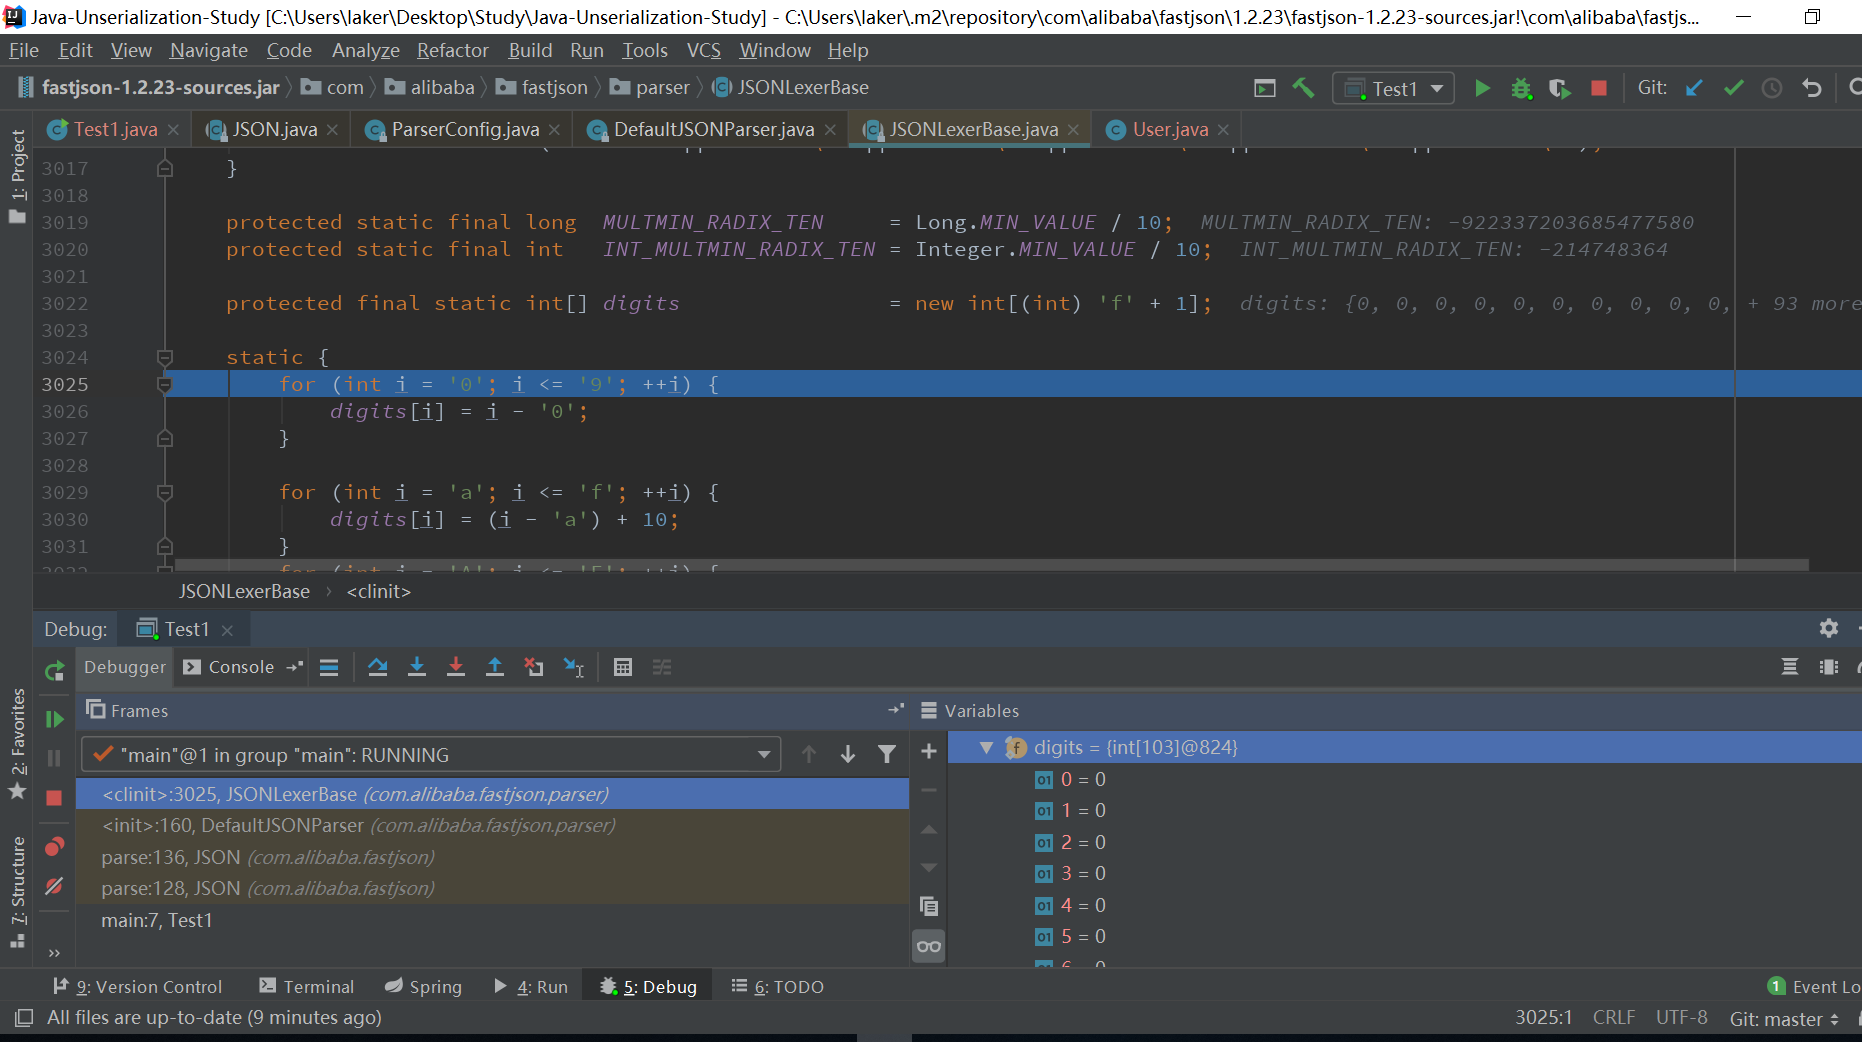 Java-Unserialization-Study [C:\Users\laker\Desktop\Study\Java-Unserialization-Study] - C:\Users\laker\.m2\repository\com\alibaba\fastjson\1.2.23\fastjson-1.2.23-sources.jar!\com\alibaba\fastjs...
File Edit View Navigate Code Analyze Refactor Build Run Tools VCS Window Help
fastjson-1.2.23-sources.jar com alibaba fastjson parser JSONLexerBase Test1 Git:
Test1.java JSON.java ParserConfig.java DefaultJSONParser.java JSONLexerBase.java User.java
1: Project
3017 }
3018
3019 protected static final long MULTMIN_RADIX_TEN = Long.MIN_VALUE / 10; MULTMIN_RADIX_TEN: -922337203685477580
3020 protected static final int INT_MULTMIN_RADIX_TEN = Integer.MIN_VALUE / 10; INT_MULTMIN_RADIX_TEN: -214748364
3021
3022 protected final static int[] digits = new int[(int) 'f' + 1]; digits: {0, 0, 0, 0, 0, 0, 0, 0, 0, 0, + 93 more
3023
3024 static {
3025 for (int i = '0'; i <= '9'; ++i) {
3026 digits[i] = i - '0';
3027 }
3028
3029 for (int i = 'a'; i <= 'f'; ++i) {
3030 digits[i] = (i - 'a') + 10;
3031 }
JSONLexerBase <clinit>
Debug: Test1
Debugger Console
Frames
Variables
"main"@1 in group "main": RUNNING
<clinit>:3025, JSONLexerBase (com.alibaba.fastjson.parser)
<init>:160, DefaultJSONParser (com.alibaba.fastjson.parser)
parse:136, JSON (com.alibaba.fastjson)
parse:128, JSON (com.alibaba.fastjson)
main:7, Test1
digits = {int[103]@824}
0 = 0
1 = 0
2 = 0
3 = 0
4 = 0
5 = 0
2: Favorites
7: Structure
9: Version Control Terminal Spring 4: Run 5: Debug 6: TODO 1 Event Lo
All files are up-to-date (9 minutes ago) 3025:1 CRLF UTF-8 Git: master